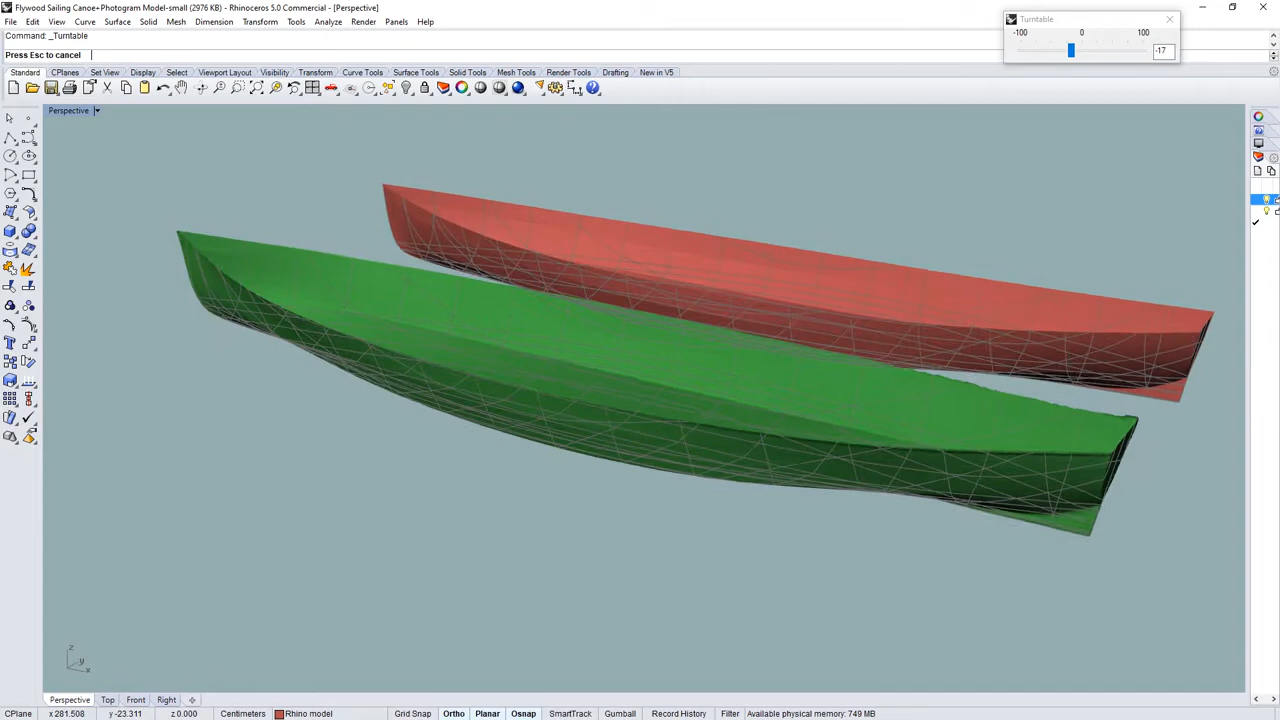 Flywood Sailing Canoe+Photogram Model-small (2976 KB) - Rhinoceros 5.0 Commercial - [Perspective]
File Edit View Curve Surface Solid Mesh Dimension Transform Tools Analyze Render Panels Help
Command: _Turntable
Press Esc to cancel
Turntable
-100 0 100
-17
Standard CPlanes Set View Display Select Viewport Layout Visibility Transform Curve Tools Surface Tools Solid Tools Mesh Tools Render Tools Drafting New in V5
Perspective
z
y
x
Perspective Top Front Right
CPlane x 281.508 y -23.311 z 0.000 Centimeters Rhino model Grid Snap Ortho Planar Osnap SmartTrack Gumball Record History Filter Available physical memory: 749 MB